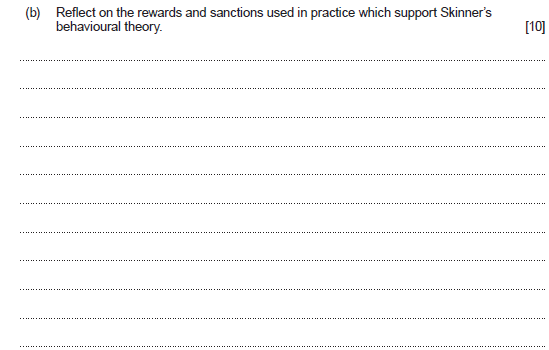 (b) Reflect on the rewards and sanctions used in practice which support Skinner's
behavioural theory. [10]